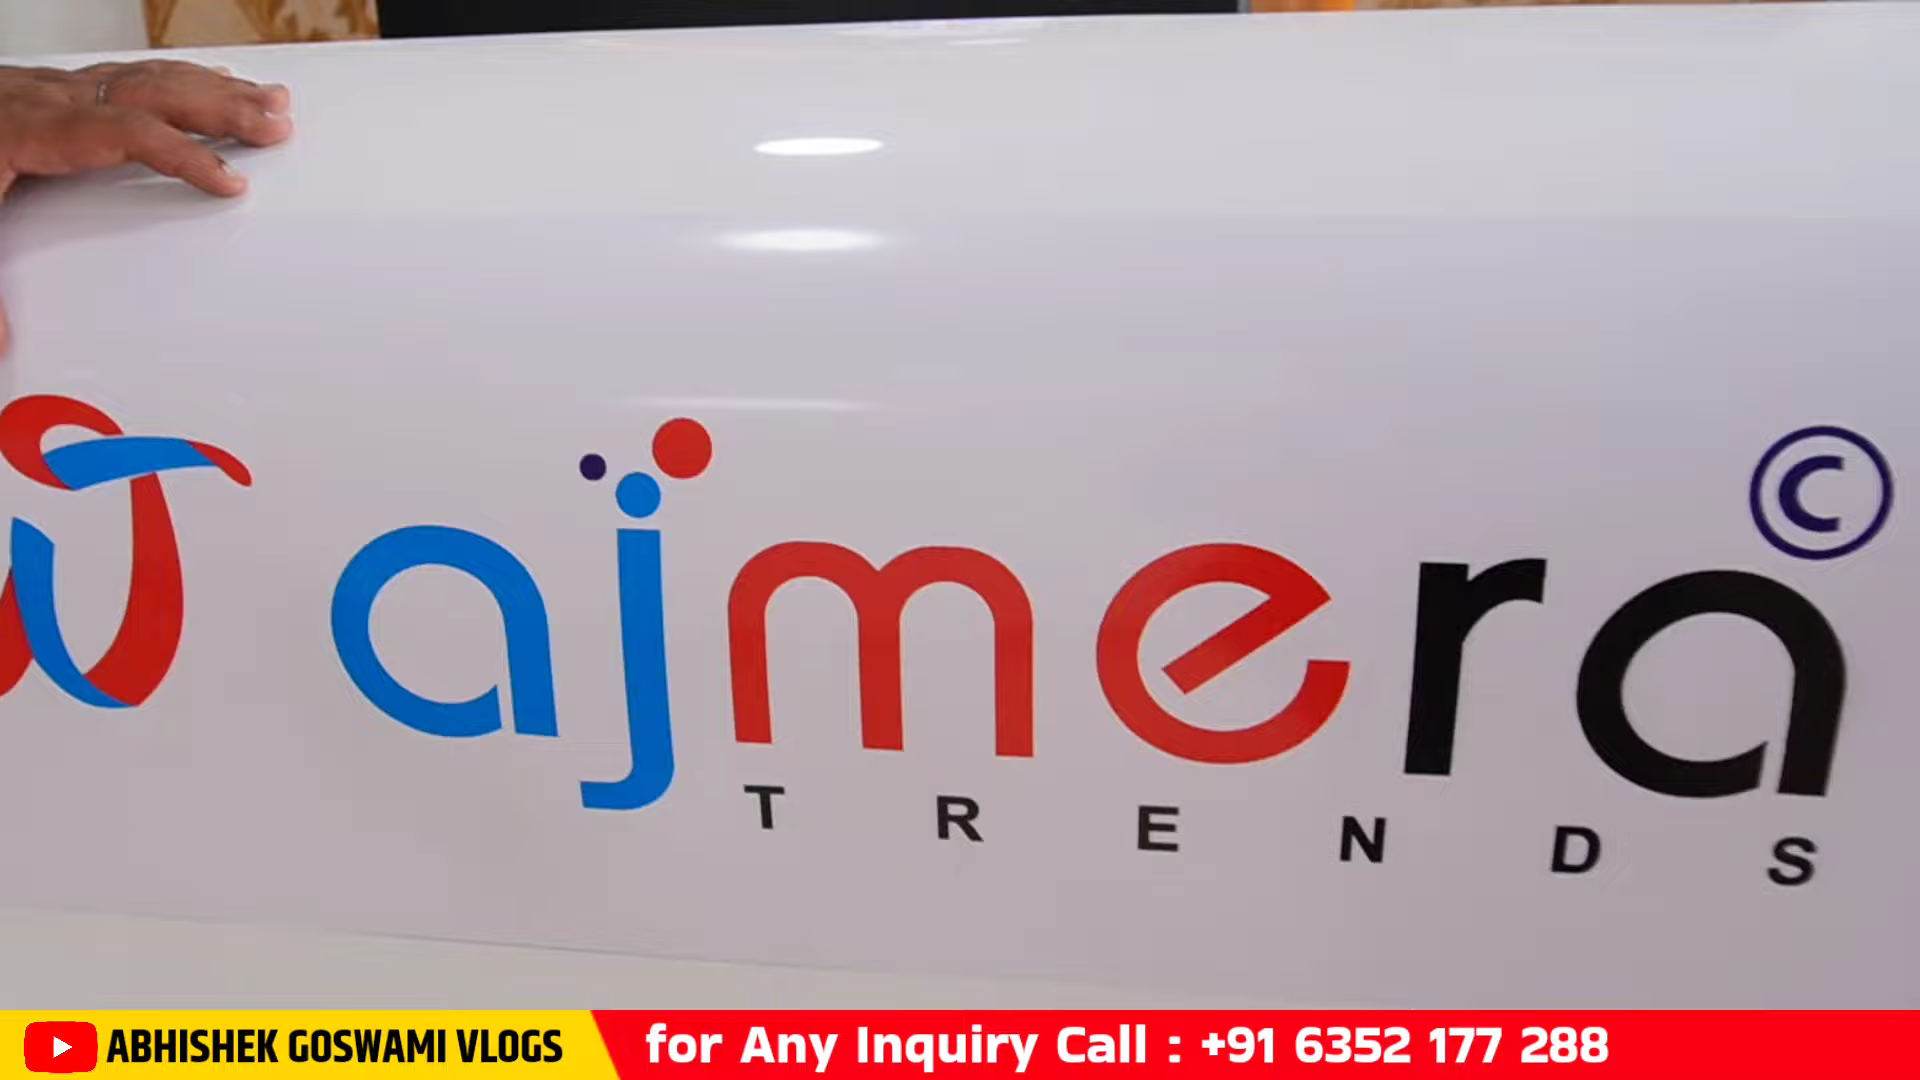 ajmera ©
TRENDS
ABHISHEK GOSWAMI VLOGS
for Any Inquiry Call : +91 6352 177 288